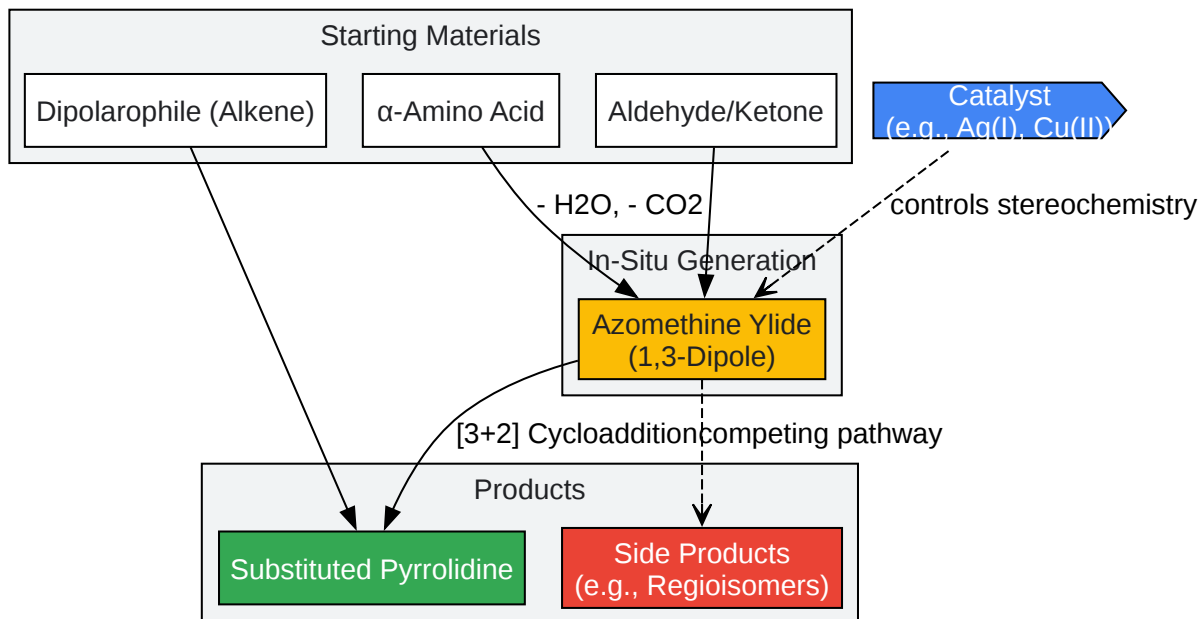 Starting Materials
Dipolarophile (Alkene)
α-Amino Acid
Aldehyde/Ketone
Catalyst
(e.g., Ag(I), Cu(II))
- H2O, - CO2
controls stereochemistry
In-Situ Generation
Azomethine Ylide
(1,3-Dipole)
[3+2] Cycloaddition
competing pathway
Products
Substituted Pyrrolidine
Side Products
(e.g., Regioisomers)